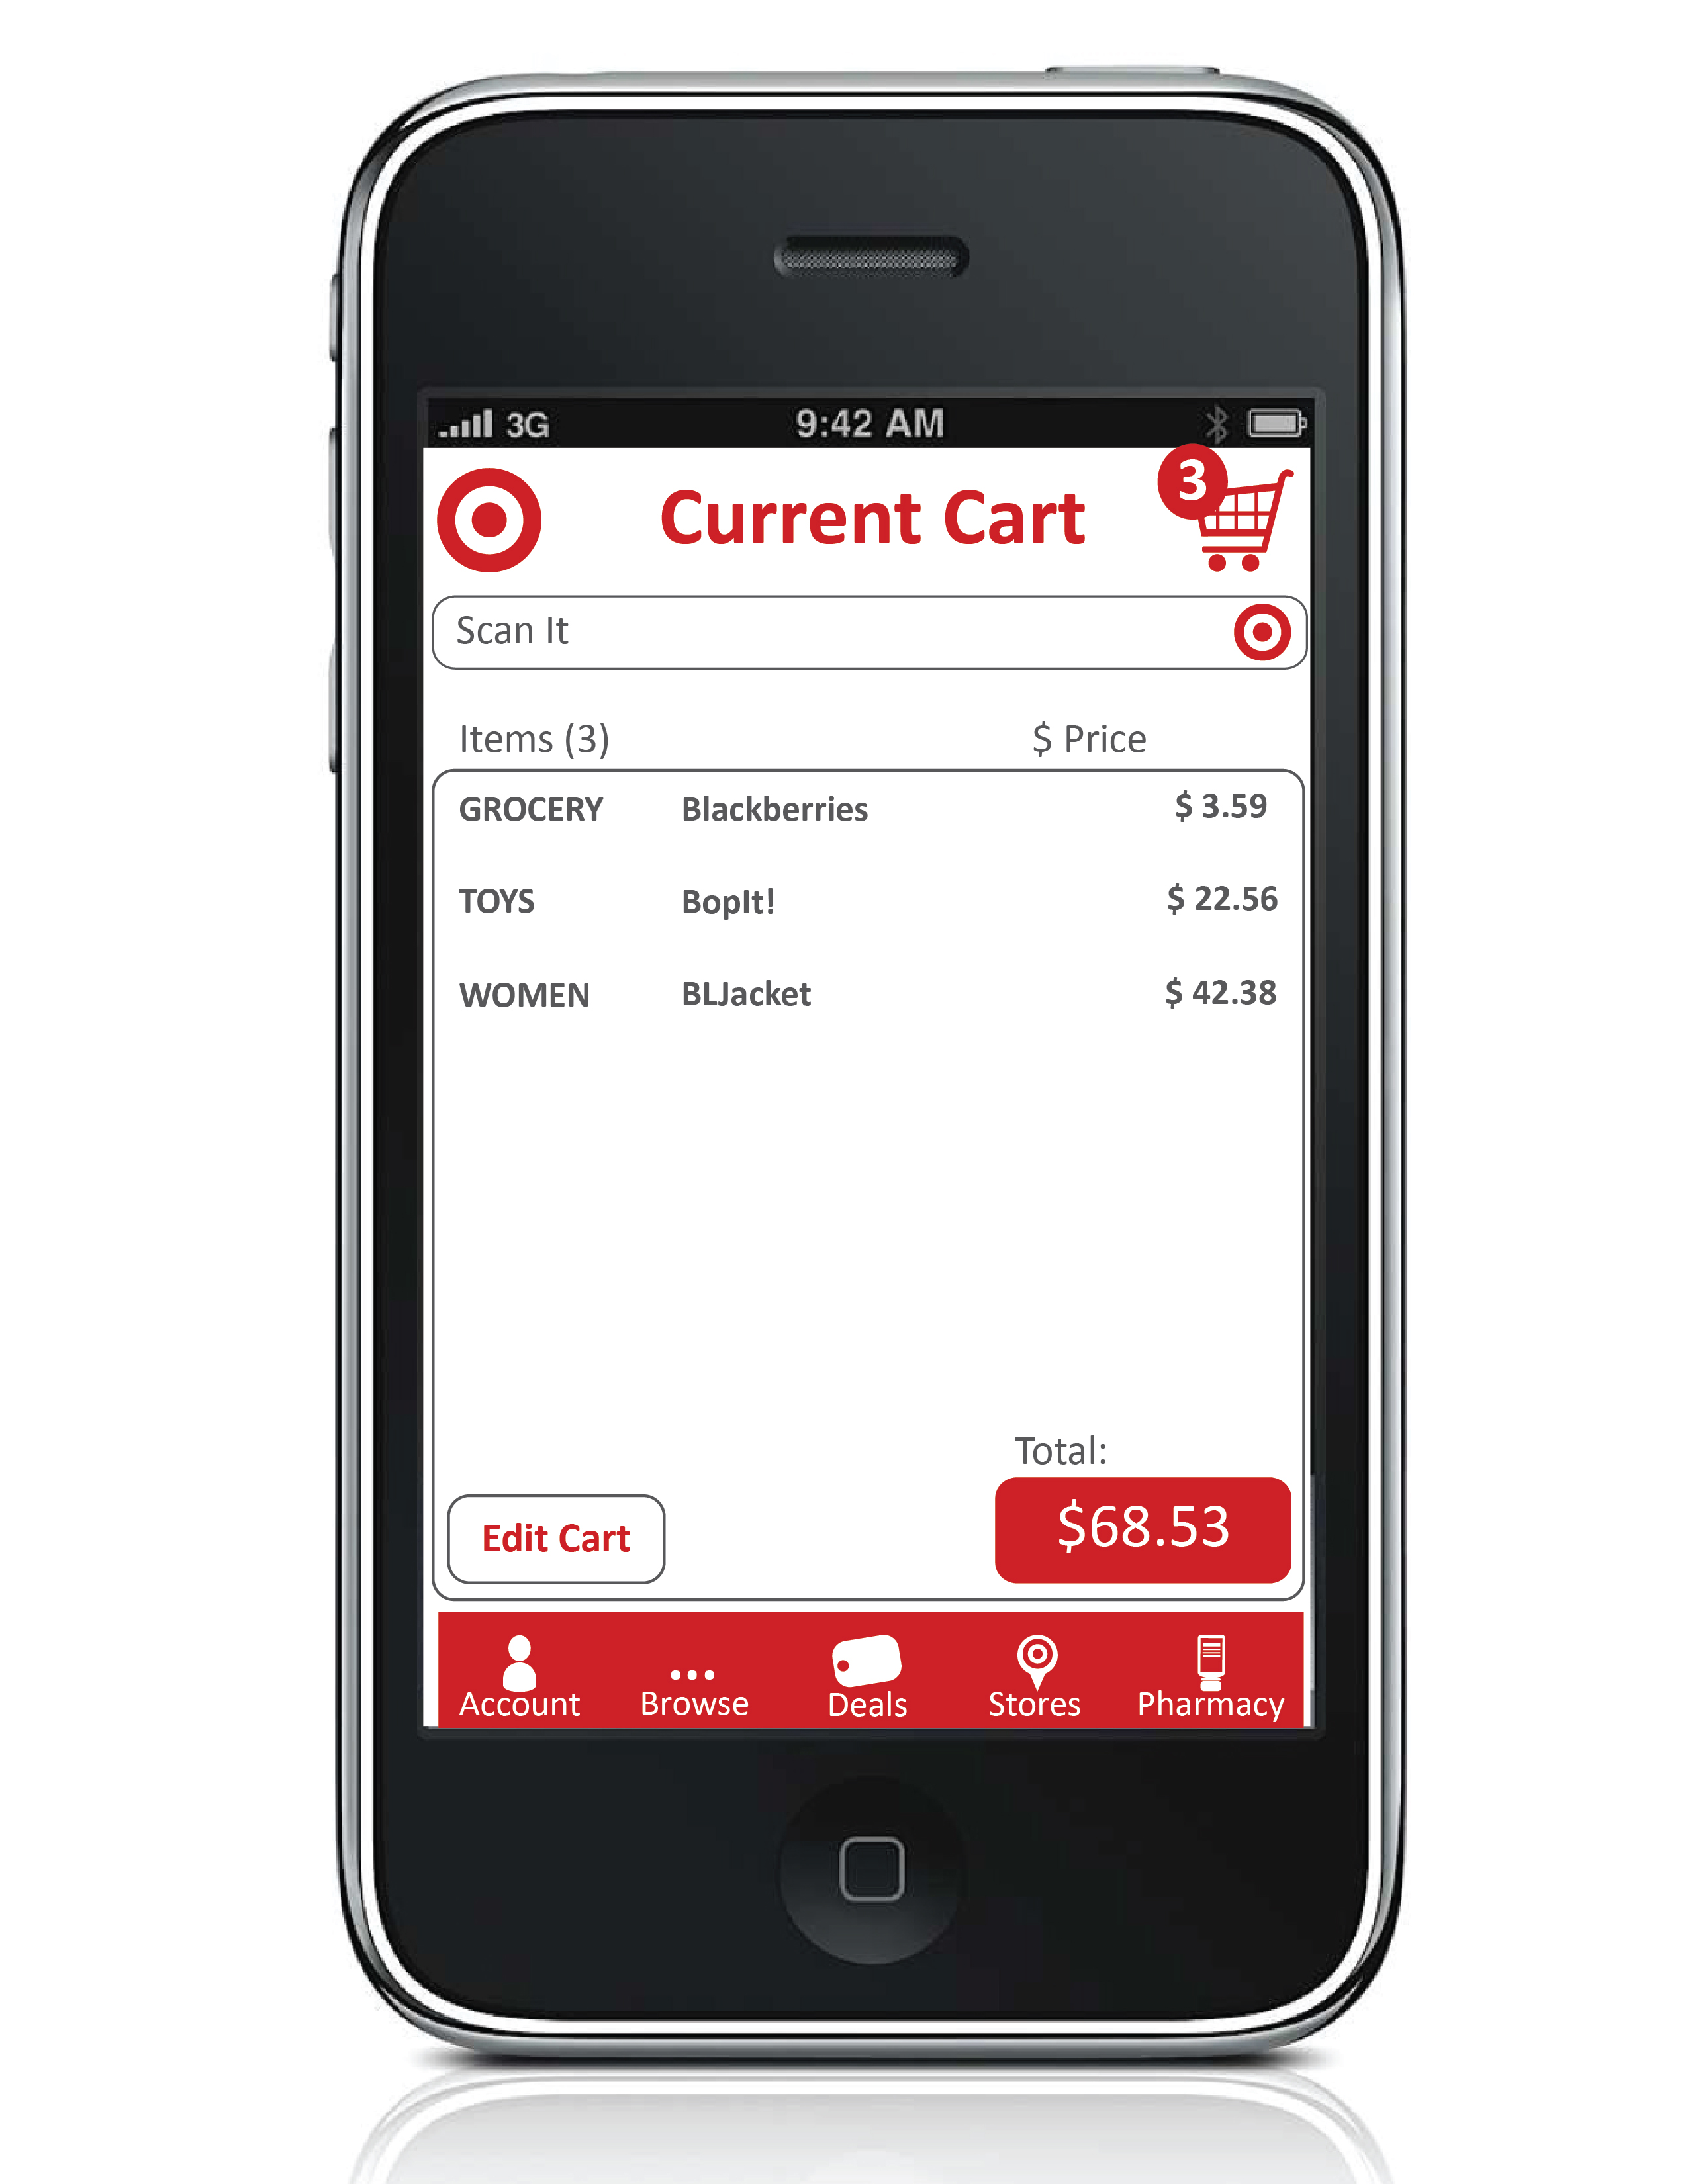 3G 9:42 AM
Current Cart 3
Scan It
Items (3) $ Price
GROCERY Blackberries $ 3.59
TOYS BopIt! $ 22.56
WOMEN BLJacket $ 42.38
Total:
Edit Cart $68.53
Account Browse Deals Stores Pharmacy